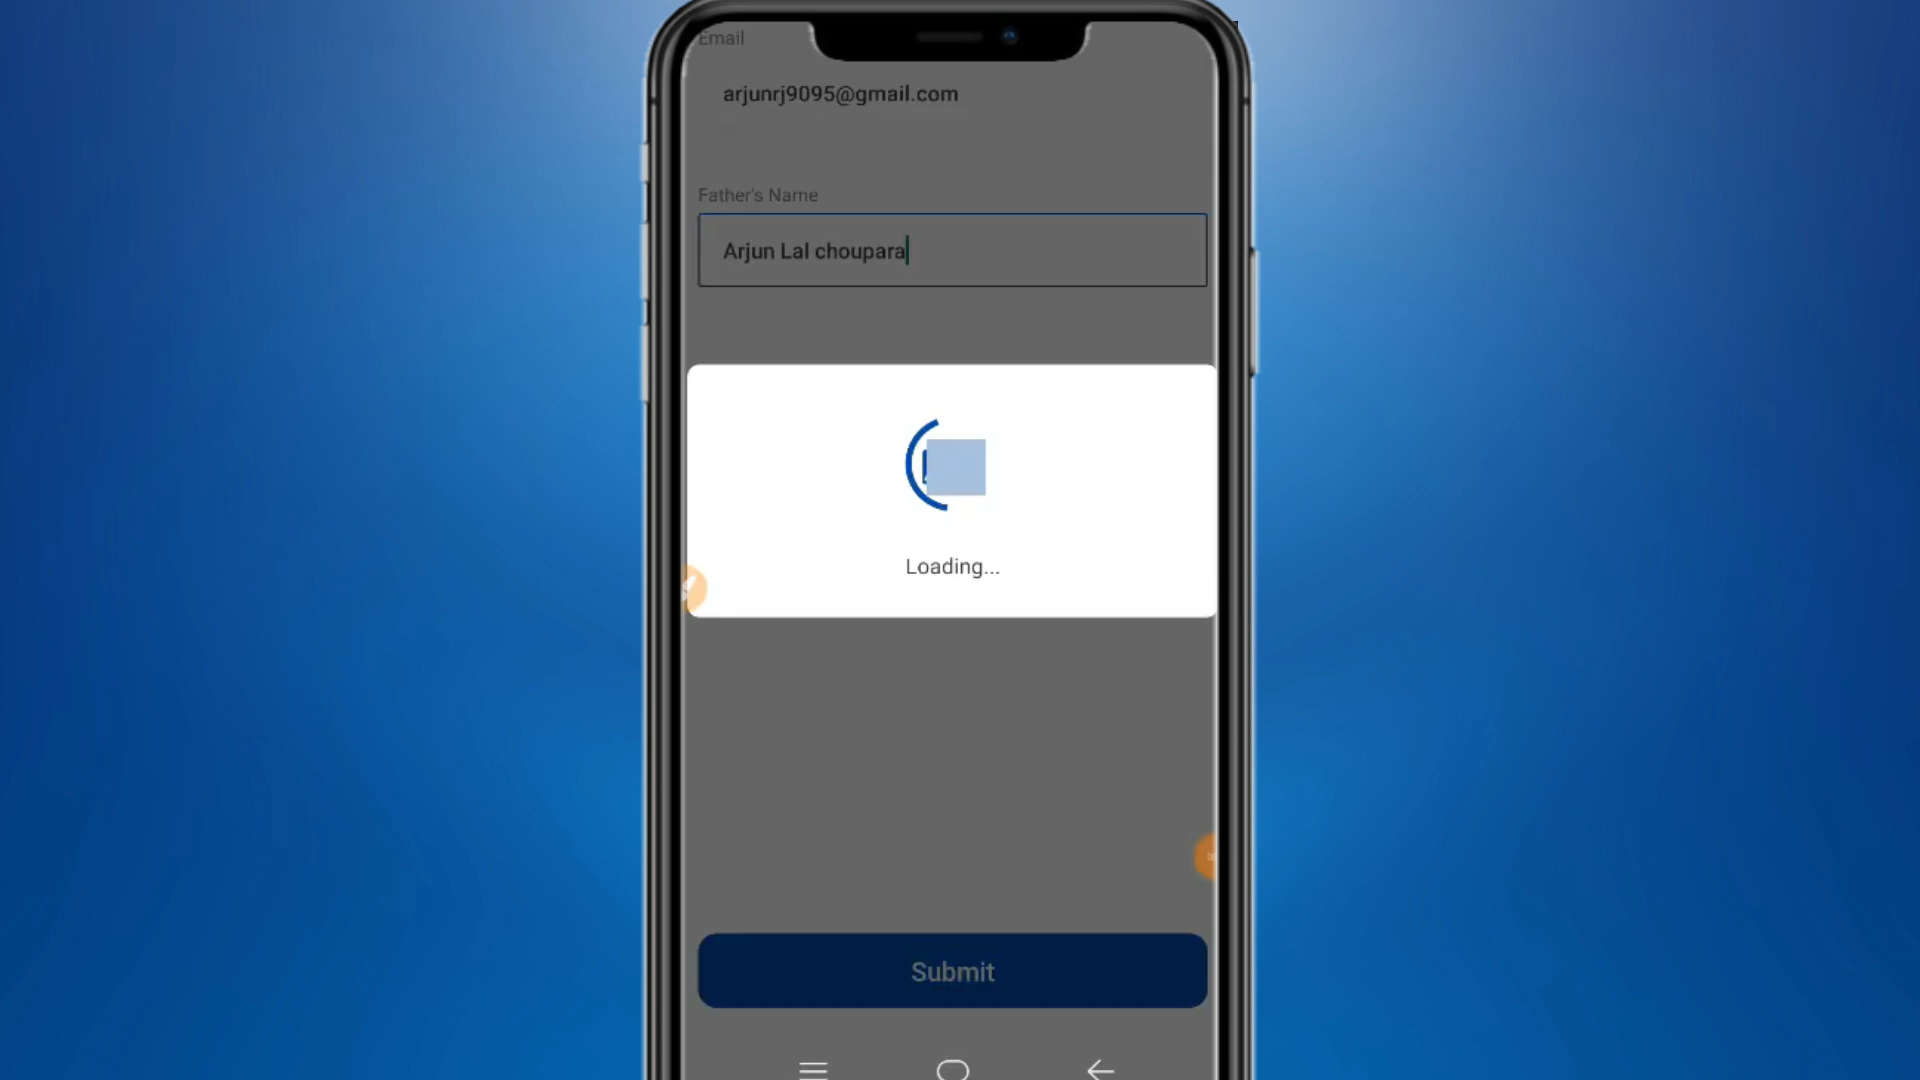 Email
arjunrj9095@gmail.com
Father's Name
Arjun Lal choupara
Loading...
Submit